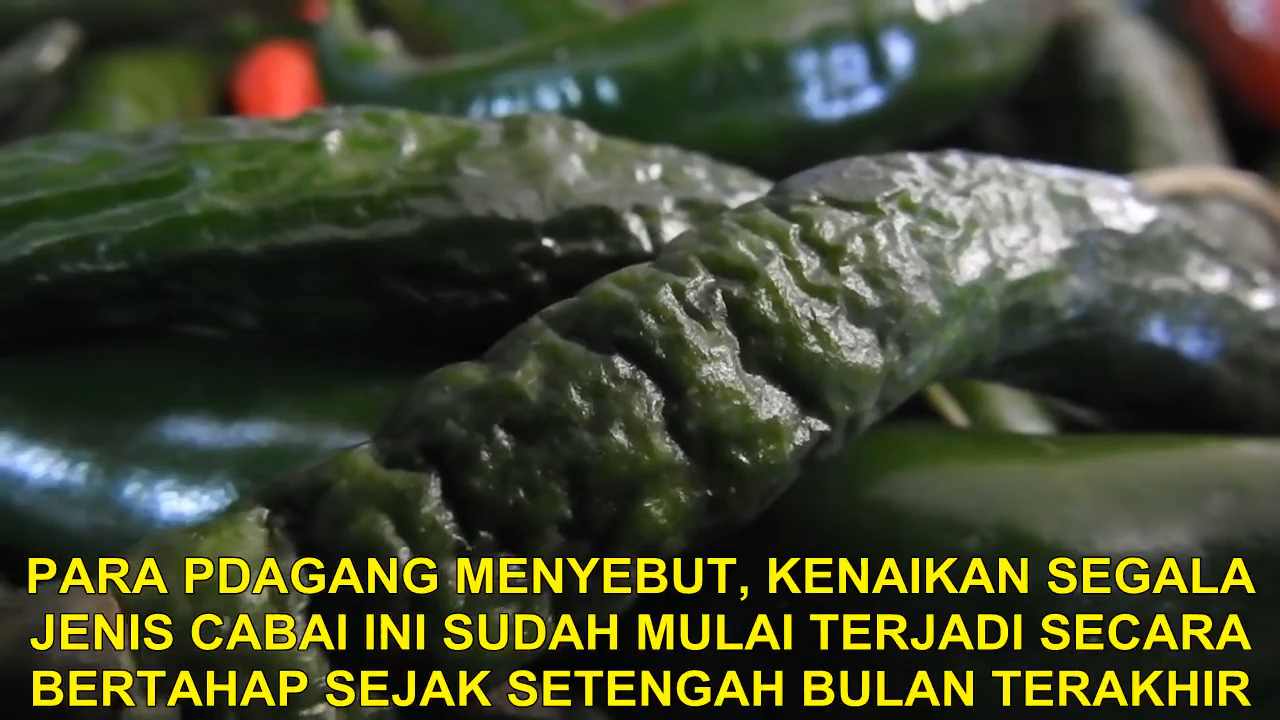 PARA PDAGANG MENYEBUT, KENAIKAN SEGALA
JENIS CABAI INI SUDAH MULAI TERJADI SECARA
BERTAHAP SEJAK SETENGAH BULAN TERAKHIR